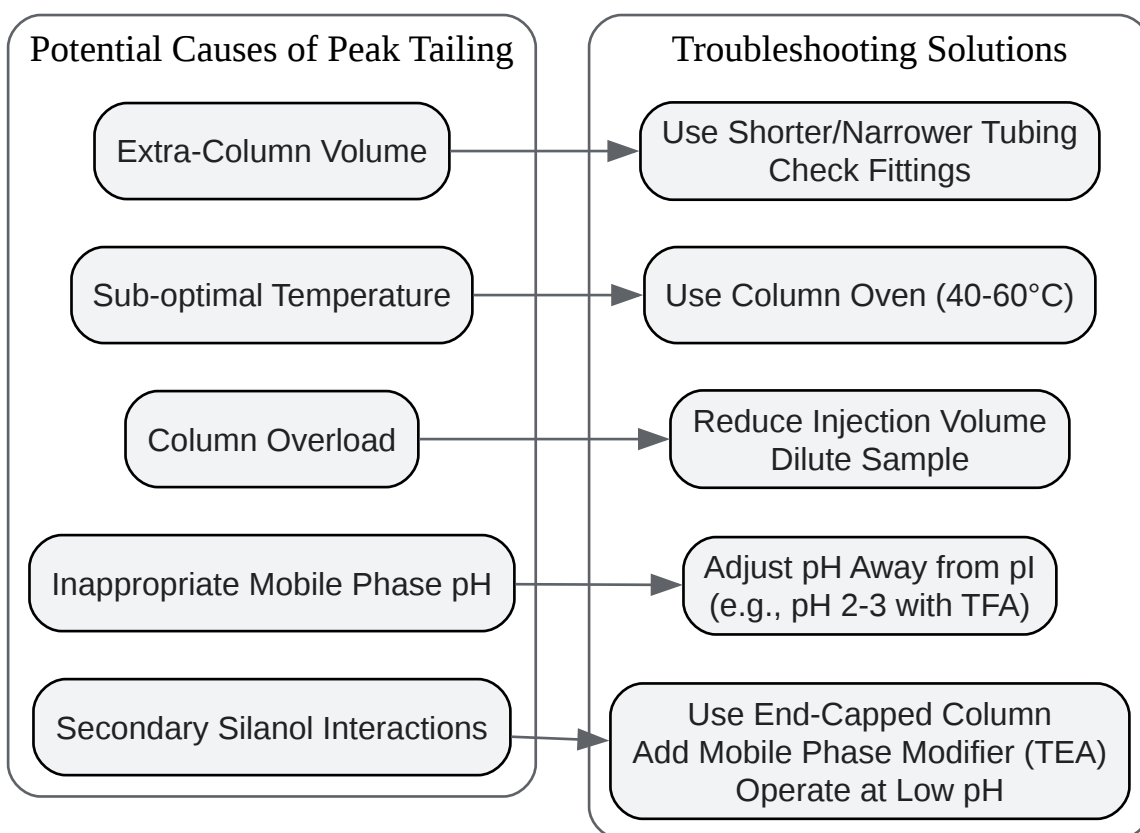 Potential Causes of Peak Tailing
Extra-Column Volume
Sub-optimal Temperature
Column Overload
Inappropriate Mobile Phase pH
Secondary Silanol Interactions
Troubleshooting Solutions
Use Shorter/Narrower Tubing
Check Fittings
Use Column Oven (40-60°C)
Reduce Injection Volume
Dilute Sample
Adjust pH Away from pI
(e.g., pH 2-3 with TFA)
Use End-Capped Column
Add Mobile Phase Modifier (TEA)
Operate at Low pH